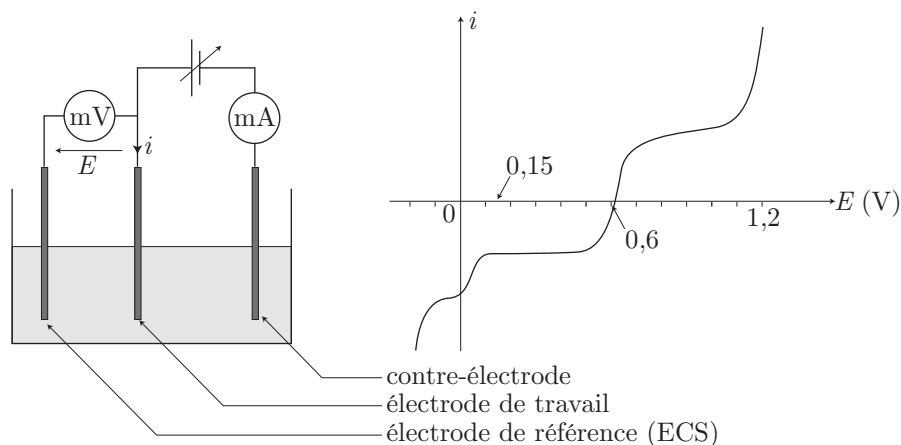 mV
mA
E
i
i
0,15
0
0,6
1,2
E (V)
contre-électrode
électrode de travail
électrode de référence (ECS)